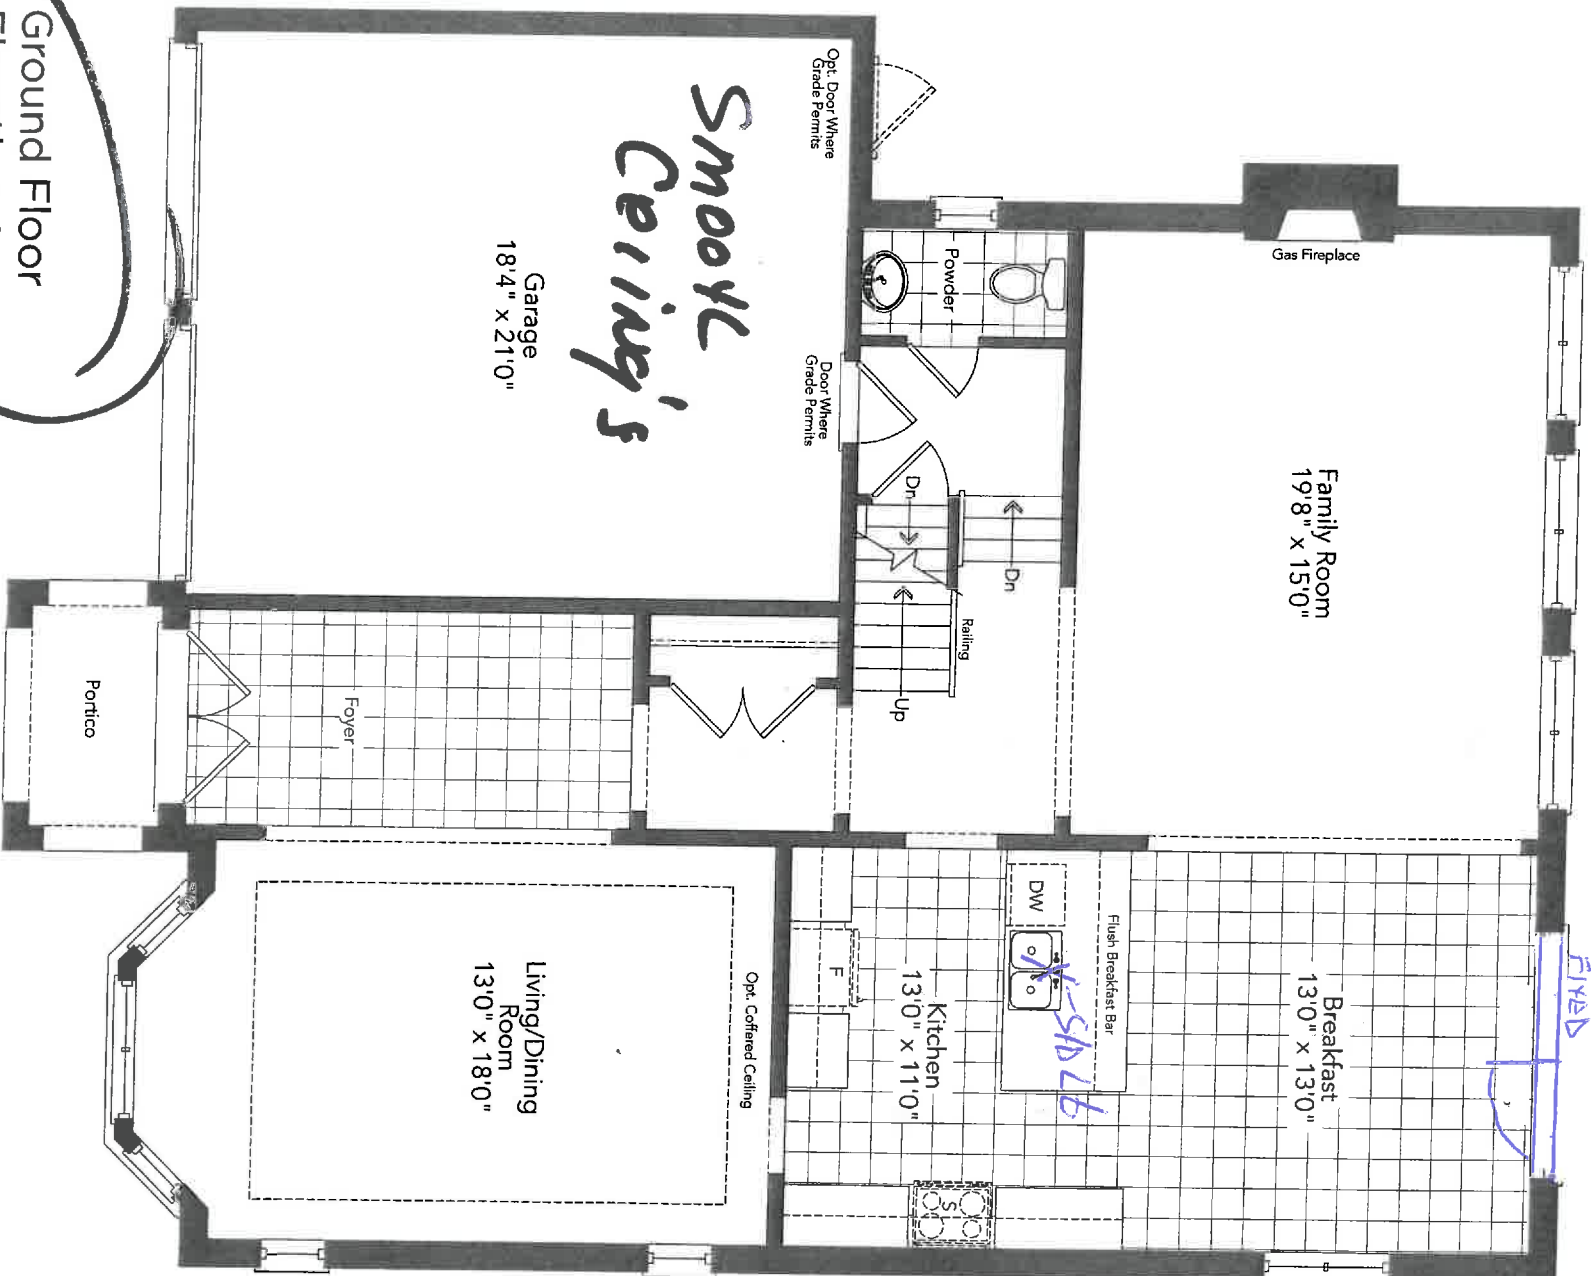 FIXED
Breakfast
13'0" x 13'0"
Flush Breakfast Bar
DW
Kitchen
13'0" x 11'0"
F
S
Gas Fireplace
Family Room
19'8" x 15'0"
Powder
Dn
Dn
Railing
Up
Opt. Door Where
Grade Permits
Door Where
Grade Permits
Smooth
Ceiling's
Garage
18'4" x 21'0"
Foyer
Portico
Opt. Coffered Ceiling
Living/Dining
Room
13'0" x 18'0"
Ground Floor